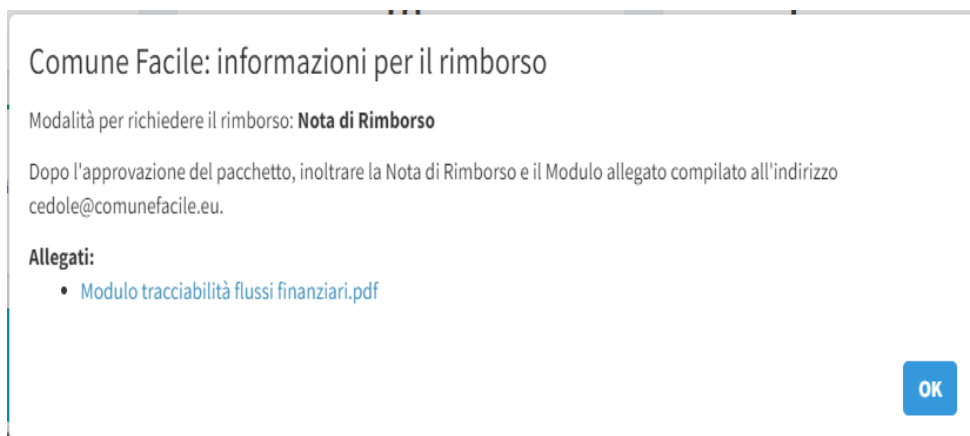 Comune Facile: informazioni per il rimborso
Modalità per richiedere il rimborso: Nota di Rimborso
Dopo l'approvazione del pacchetto, inoltrare la Nota di Rimborso e il Modulo allegato compilato all'indirizzo
cedole@comunefacile.eu.
Allegati:
• Modulo tracciabilità flussi finanziari.pdf
OK